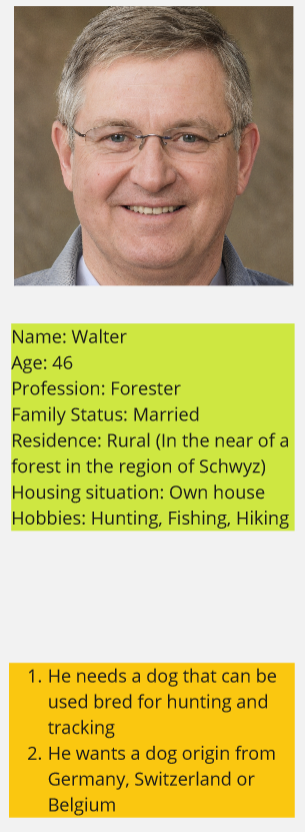 Name: Walter
Age: 46
Profession: Forester
Family Status: Married
Residence: Rural (In the near of a
forest in the region of Schwyz)
Housing situation: Own house
Hobbies: Hunting, Fishing, Hiking
1. He needs a dog that can be
used bred for hunting and
tracking
2. He wants a dog origin from
Germany, Switzerland or
Belgium